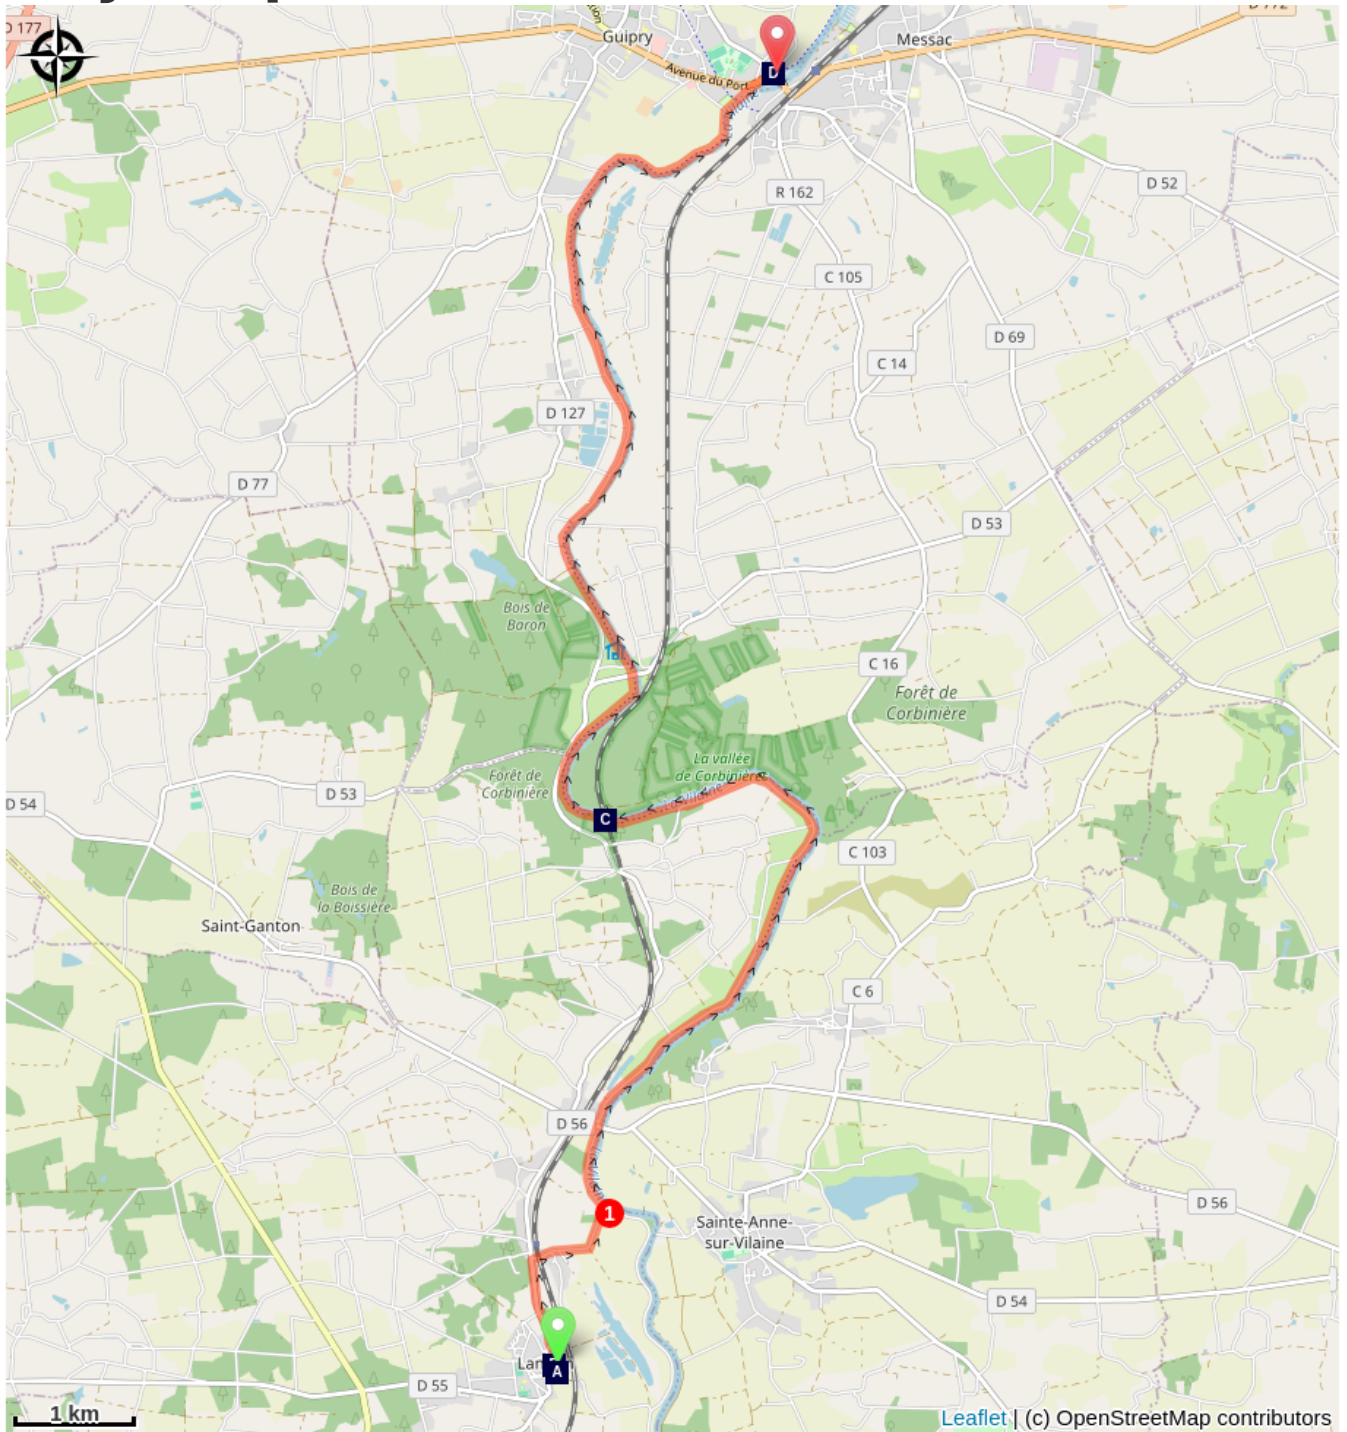 D 177
Guipry
Messac
D 772
Avenue du Port
D
D 52
R 162
C 105
D 69
C 14
D 127
D 77
D 53
Bois de
Baron
C 16
Forêt de
Corbinière
La vallée
de Corbinière
Forêt de
Corbinière
D 53
D 54
C
C 103
Bois de
la Boissière
Saint-Ganton
C 6
D 56
1
Sainte-Anne-
sur-Vilaine
D 56
D 54
A
D 55
1 km
Leaflet | (c) OpenStreetMap contributors